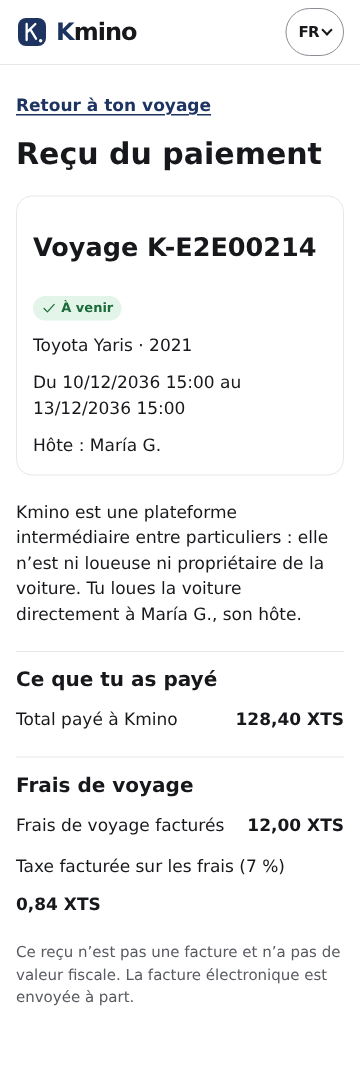 Kmino
FR
Retour à ton voyage
Reçu du paiement
Voyage K-E2E00214
À venir
Toyota Yaris · 2021
Du 10/12/2036 15:00 au
13/12/2036 15:00
Hôte : María G.
Kmino est une plateforme
intermédiaire entre particuliers : elle
n’est ni loueuse ni propriétaire de la
voiture. Tu loues la voiture
directement à María G., son hôte.
Ce que tu as payé
Total payé à Kmino 128,40 XTS
Frais de voyage
Frais de voyage facturés 12,00 XTS
Taxe facturée sur les frais (7 %)
0,84 XTS
Ce reçu n’est pas une facture et n’a pas de
valeur fiscale. La facture électronique est
envoyée à part.